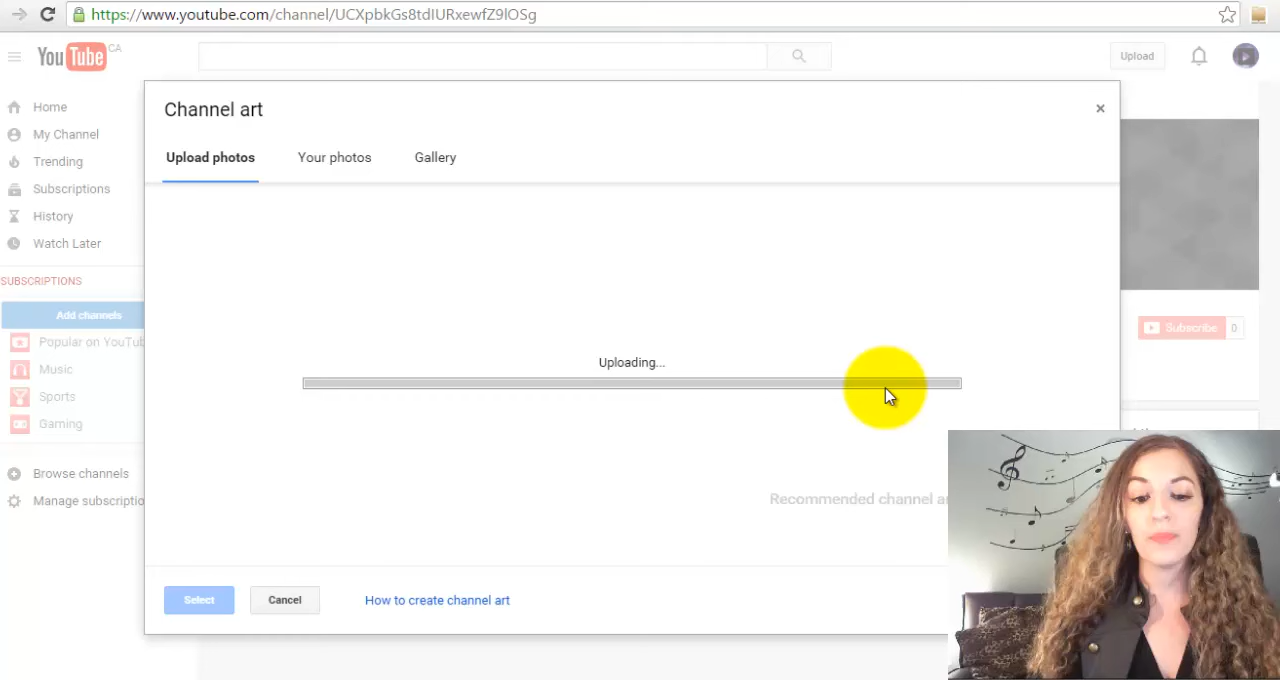 https://www.youtube.com/channel/UCXpbkGs8tdIURxewfZ9lOSg
YouTube CA
Upload
Home
My Channel
Trending
Subscriptions
History
Watch Later
SUBSCRIPTIONS
Add channels
Popular on YouTub
Music
Sports
Gaming
Browse channels
Manage subscriptio
Channel art
×
Upload photos Your photos Gallery
Uploading...
Recommended channel ar
Select Cancel How to create channel art
Subscribe 0